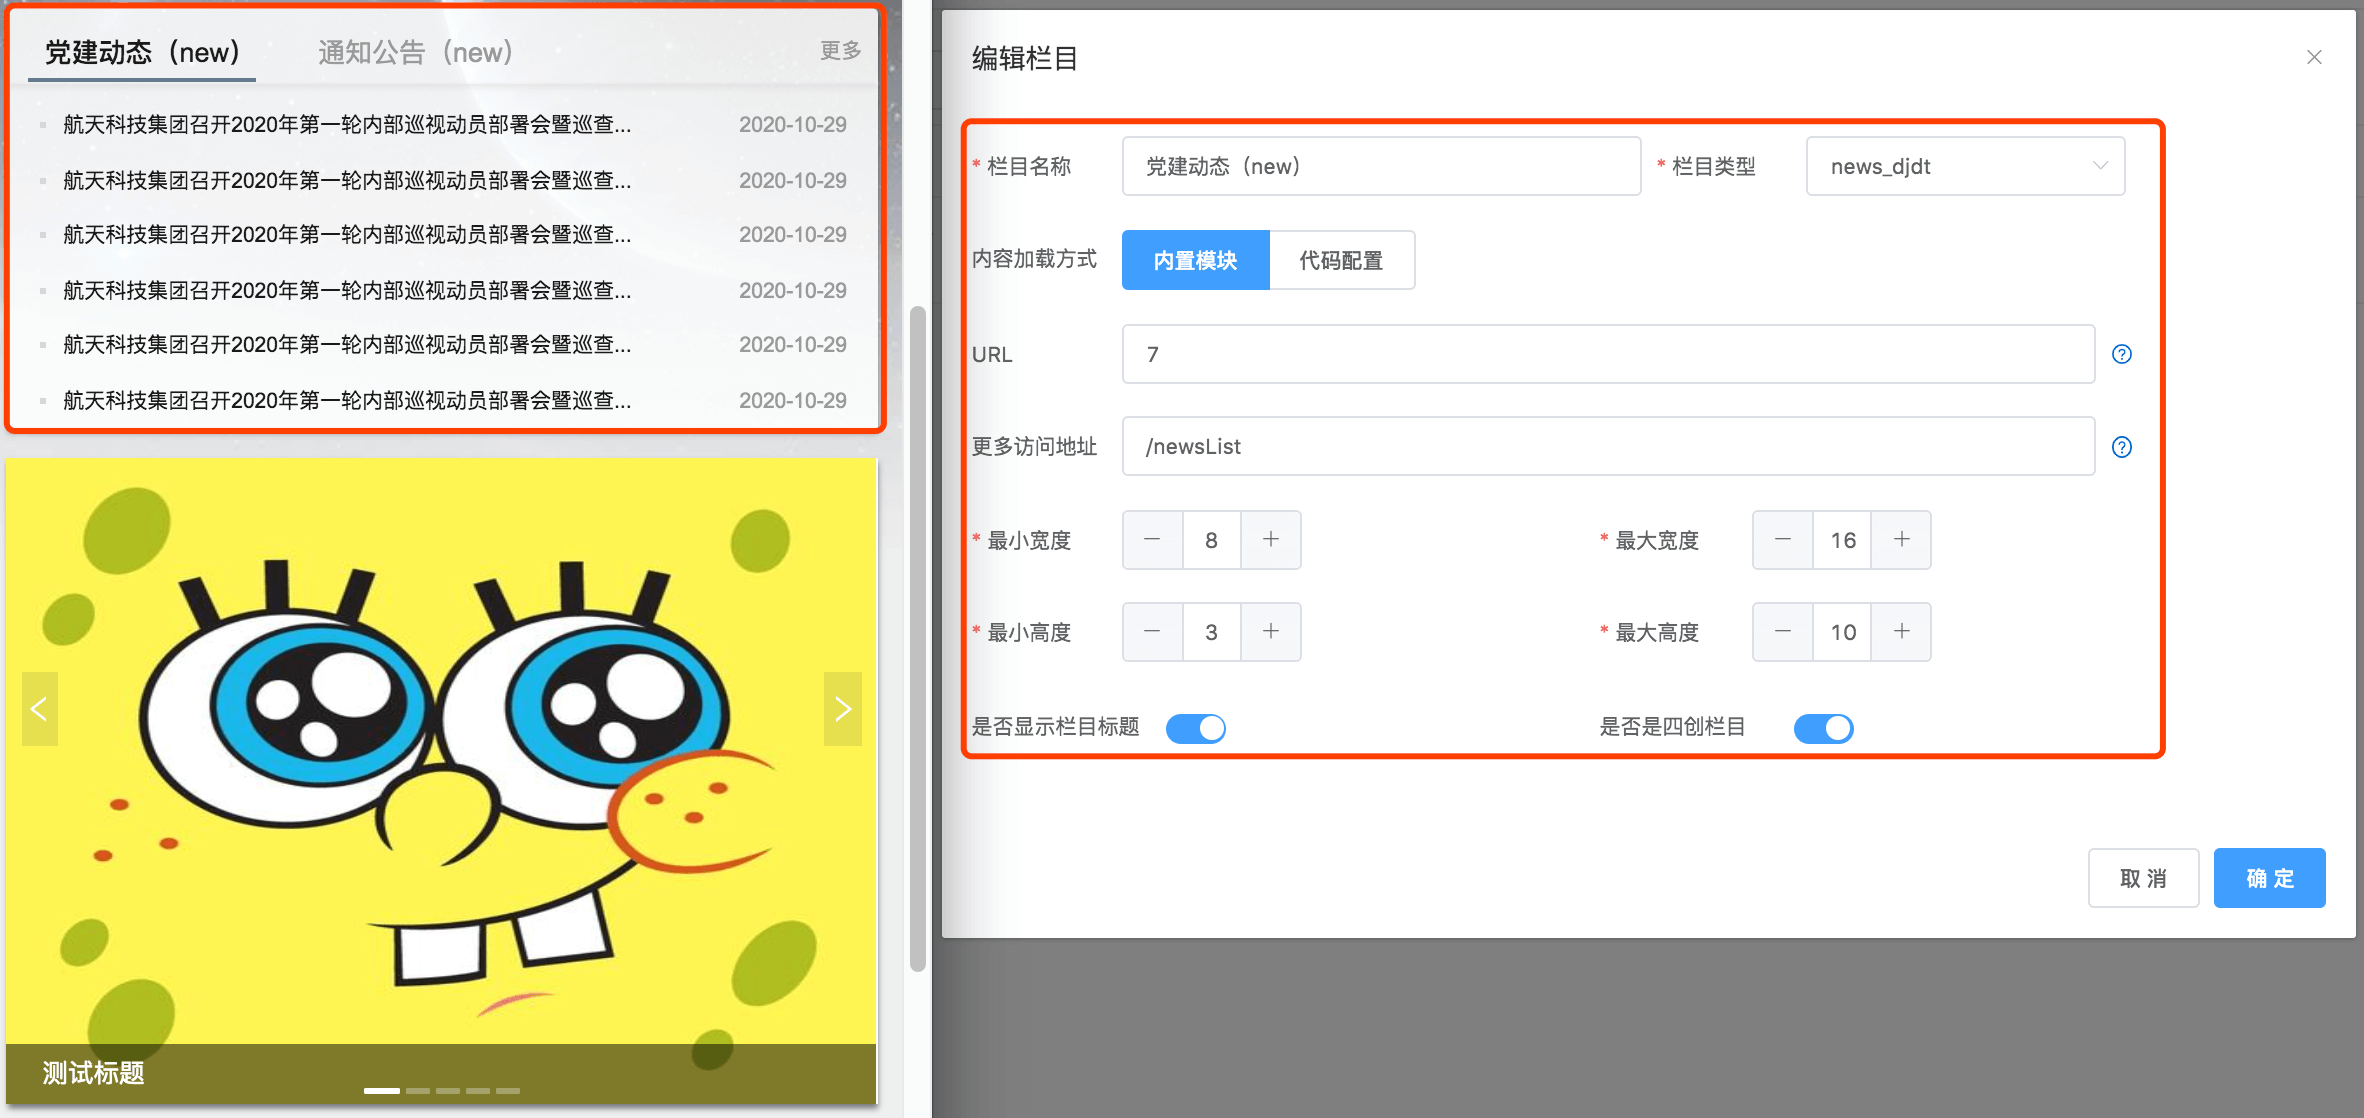 党建动态（new）
通知公告（new）
更多
航天科技集团召开2020年第一轮内部巡视动员部署会暨巡查...
2020-10-29
航天科技集团召开2020年第一轮内部巡视动员部署会暨巡查...
2020-10-29
航天科技集团召开2020年第一轮内部巡视动员部署会暨巡查...
2020-10-29
航天科技集团召开2020年第一轮内部巡视动员部署会暨巡查...
2020-10-29
航天科技集团召开2020年第一轮内部巡视动员部署会暨巡查...
2020-10-29
航天科技集团召开2020年第一轮内部巡视动员部署会暨巡查...
2020-10-29
测试标题
编辑栏目
* 栏目名称
党建动态（new）
* 栏目类型
news_djdt
内容加载方式
内置模块
代码配置
URL
7
更多访问地址
/newsList
* 最小宽度
8
* 最大宽度
16
* 最小高度
3
* 最大高度
10
是否显示栏目标题
是否是四创栏目
取 消
确 定